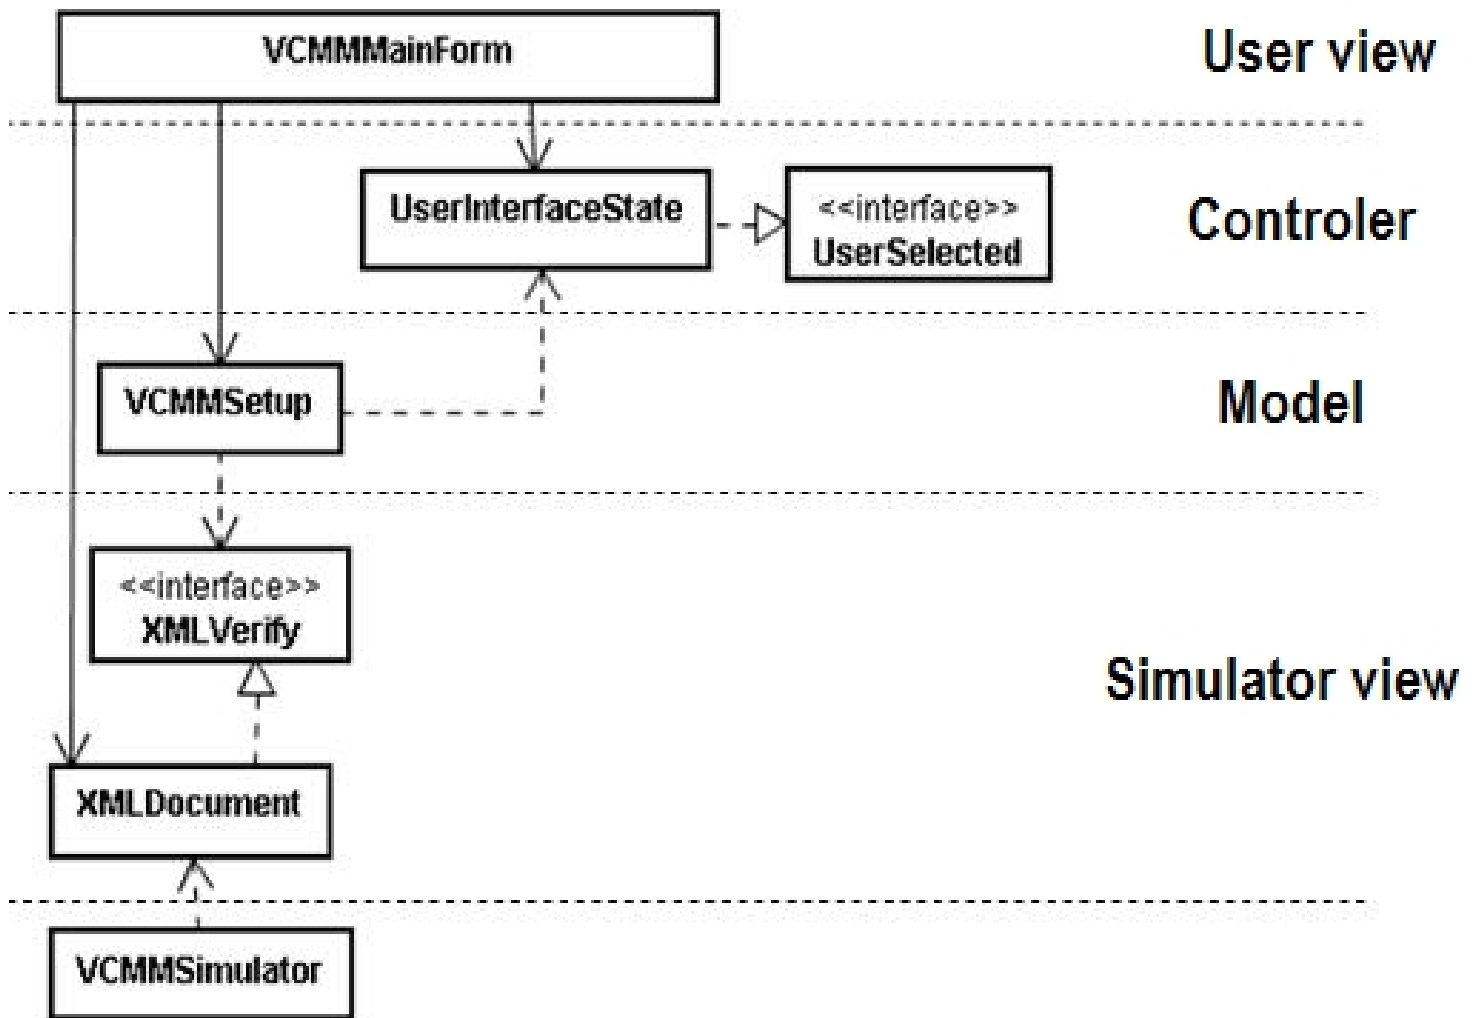 VCMMMainForm
User view
UserInterfaceState
<<interface>>
UserSelected
Controler
VCMMSetup
Model
<<interface>>
XMLVerify
Simulator view
XMLDocument
VCMMSimulator